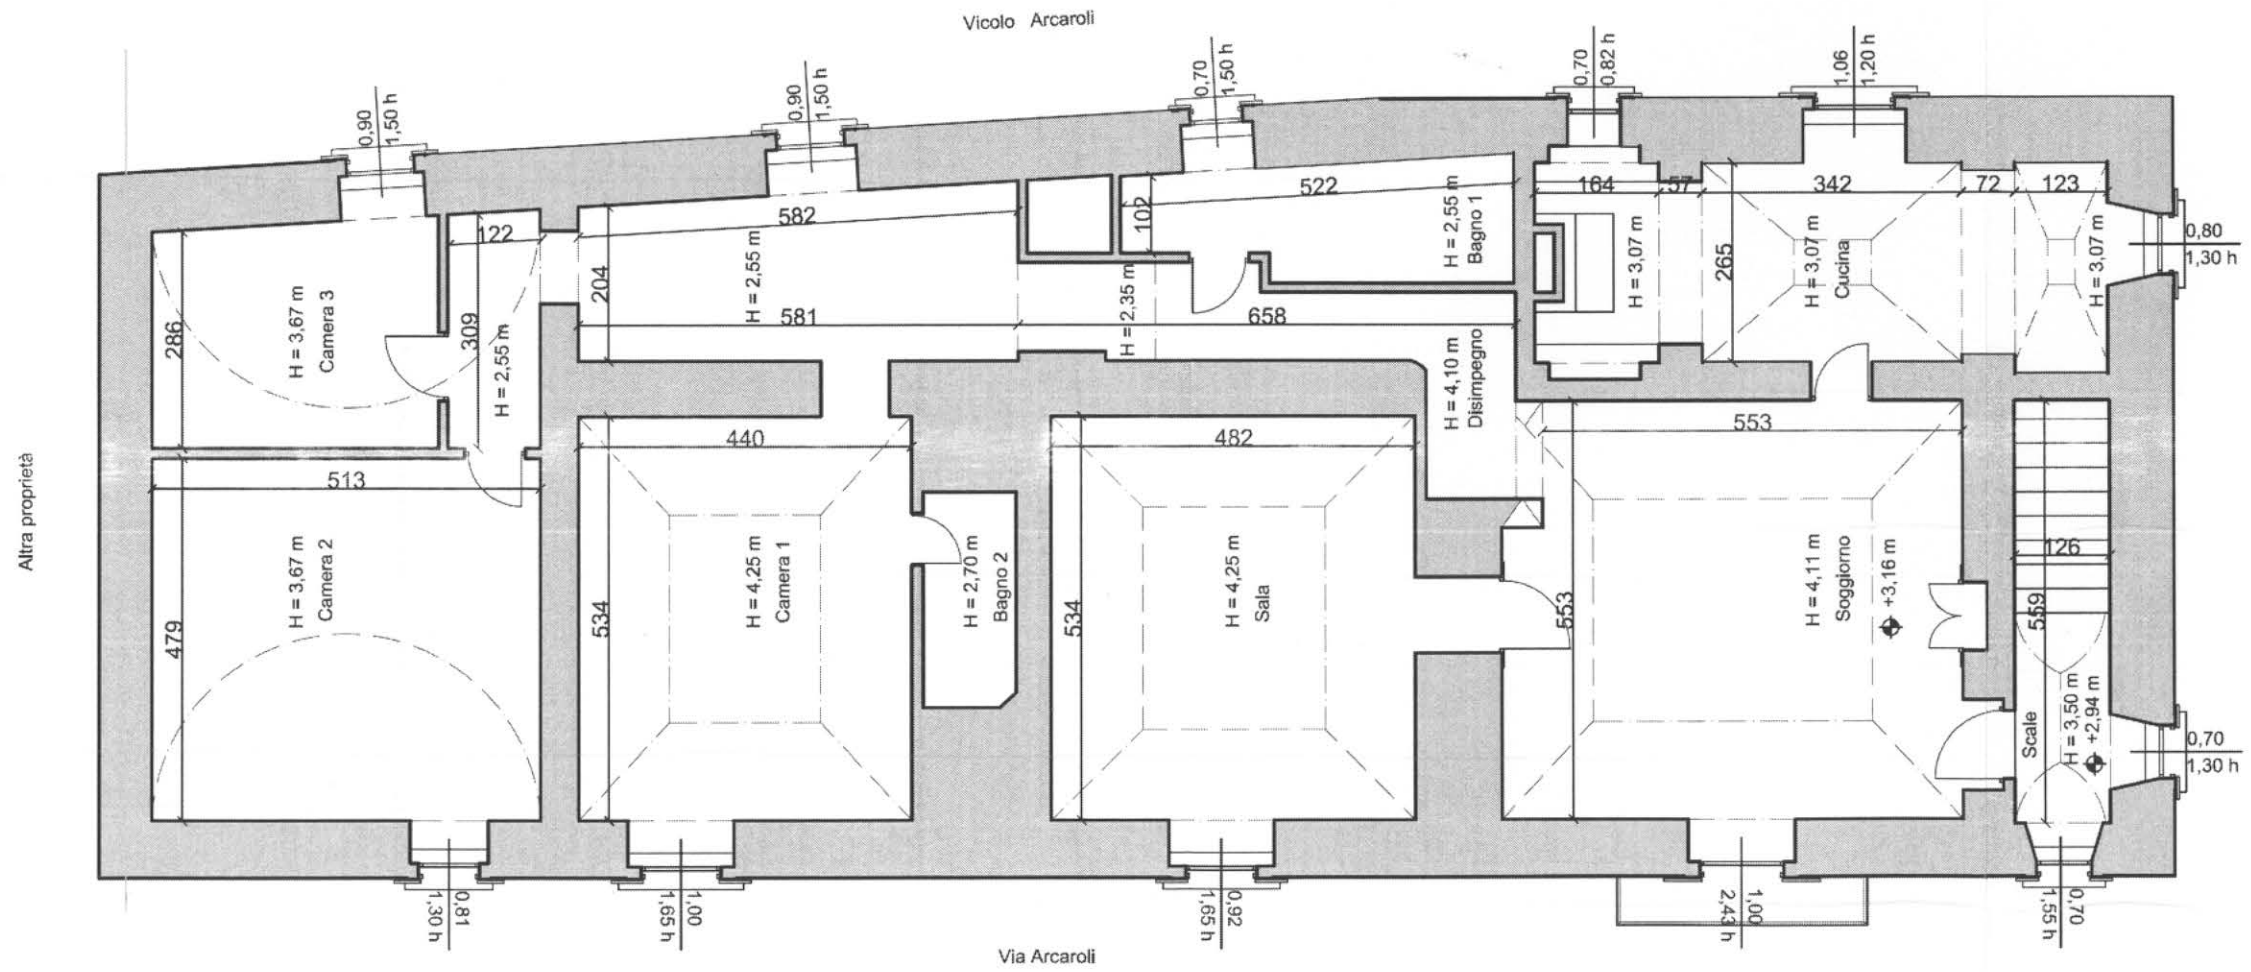 Vicolo Arcaroli
0,90
1,50 h
0,90
1,50 h
0,70
1,50 h
0,70
0,82 h
1,06
1,20 h
0,80
1,30 h
0,70
1,30 h
122
582
102
522
164
57
342
72
123
H = 2,55 m
Bagno 1
H = 3,07 m
265
H = 3,07 m
Cucina
H = 3,07 m
286
H = 3,67 m
Camera 3
309
H = 2,55 m
204
H = 2,55 m
581
H = 2,35 m
658
H = 4,10 m
Disimpegno
513
440
482
553
Altra proprietà
479
H = 3,67 m
Camera 2
534
H = 4,25 m
Camera 1
H = 2,70 m
Bagno 2
534
H = 4,25 m
Sala
553
H = 4,11 m
Soggiorno
+3,16 m
126
559
Scale
H = 3,50 m
+2,94 m
0,81
1,30 h
1,00
1,65 h
0,92
1,65 h
1,00
2,43 h
0,70
1,55 h
Via Arcaroli